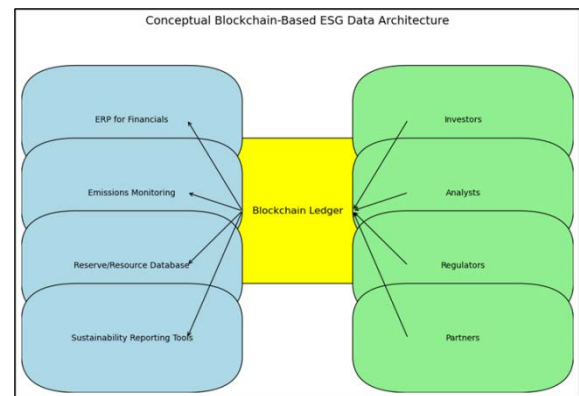 Conceptual Blockchain-Based ESG Data Architecture
ERP for Financials
Emissions Monitoring
Reserve/Resource Database
Sustainability Reporting Tools
Blockchain Ledger
Investors
Analysts
Regulators
Partners